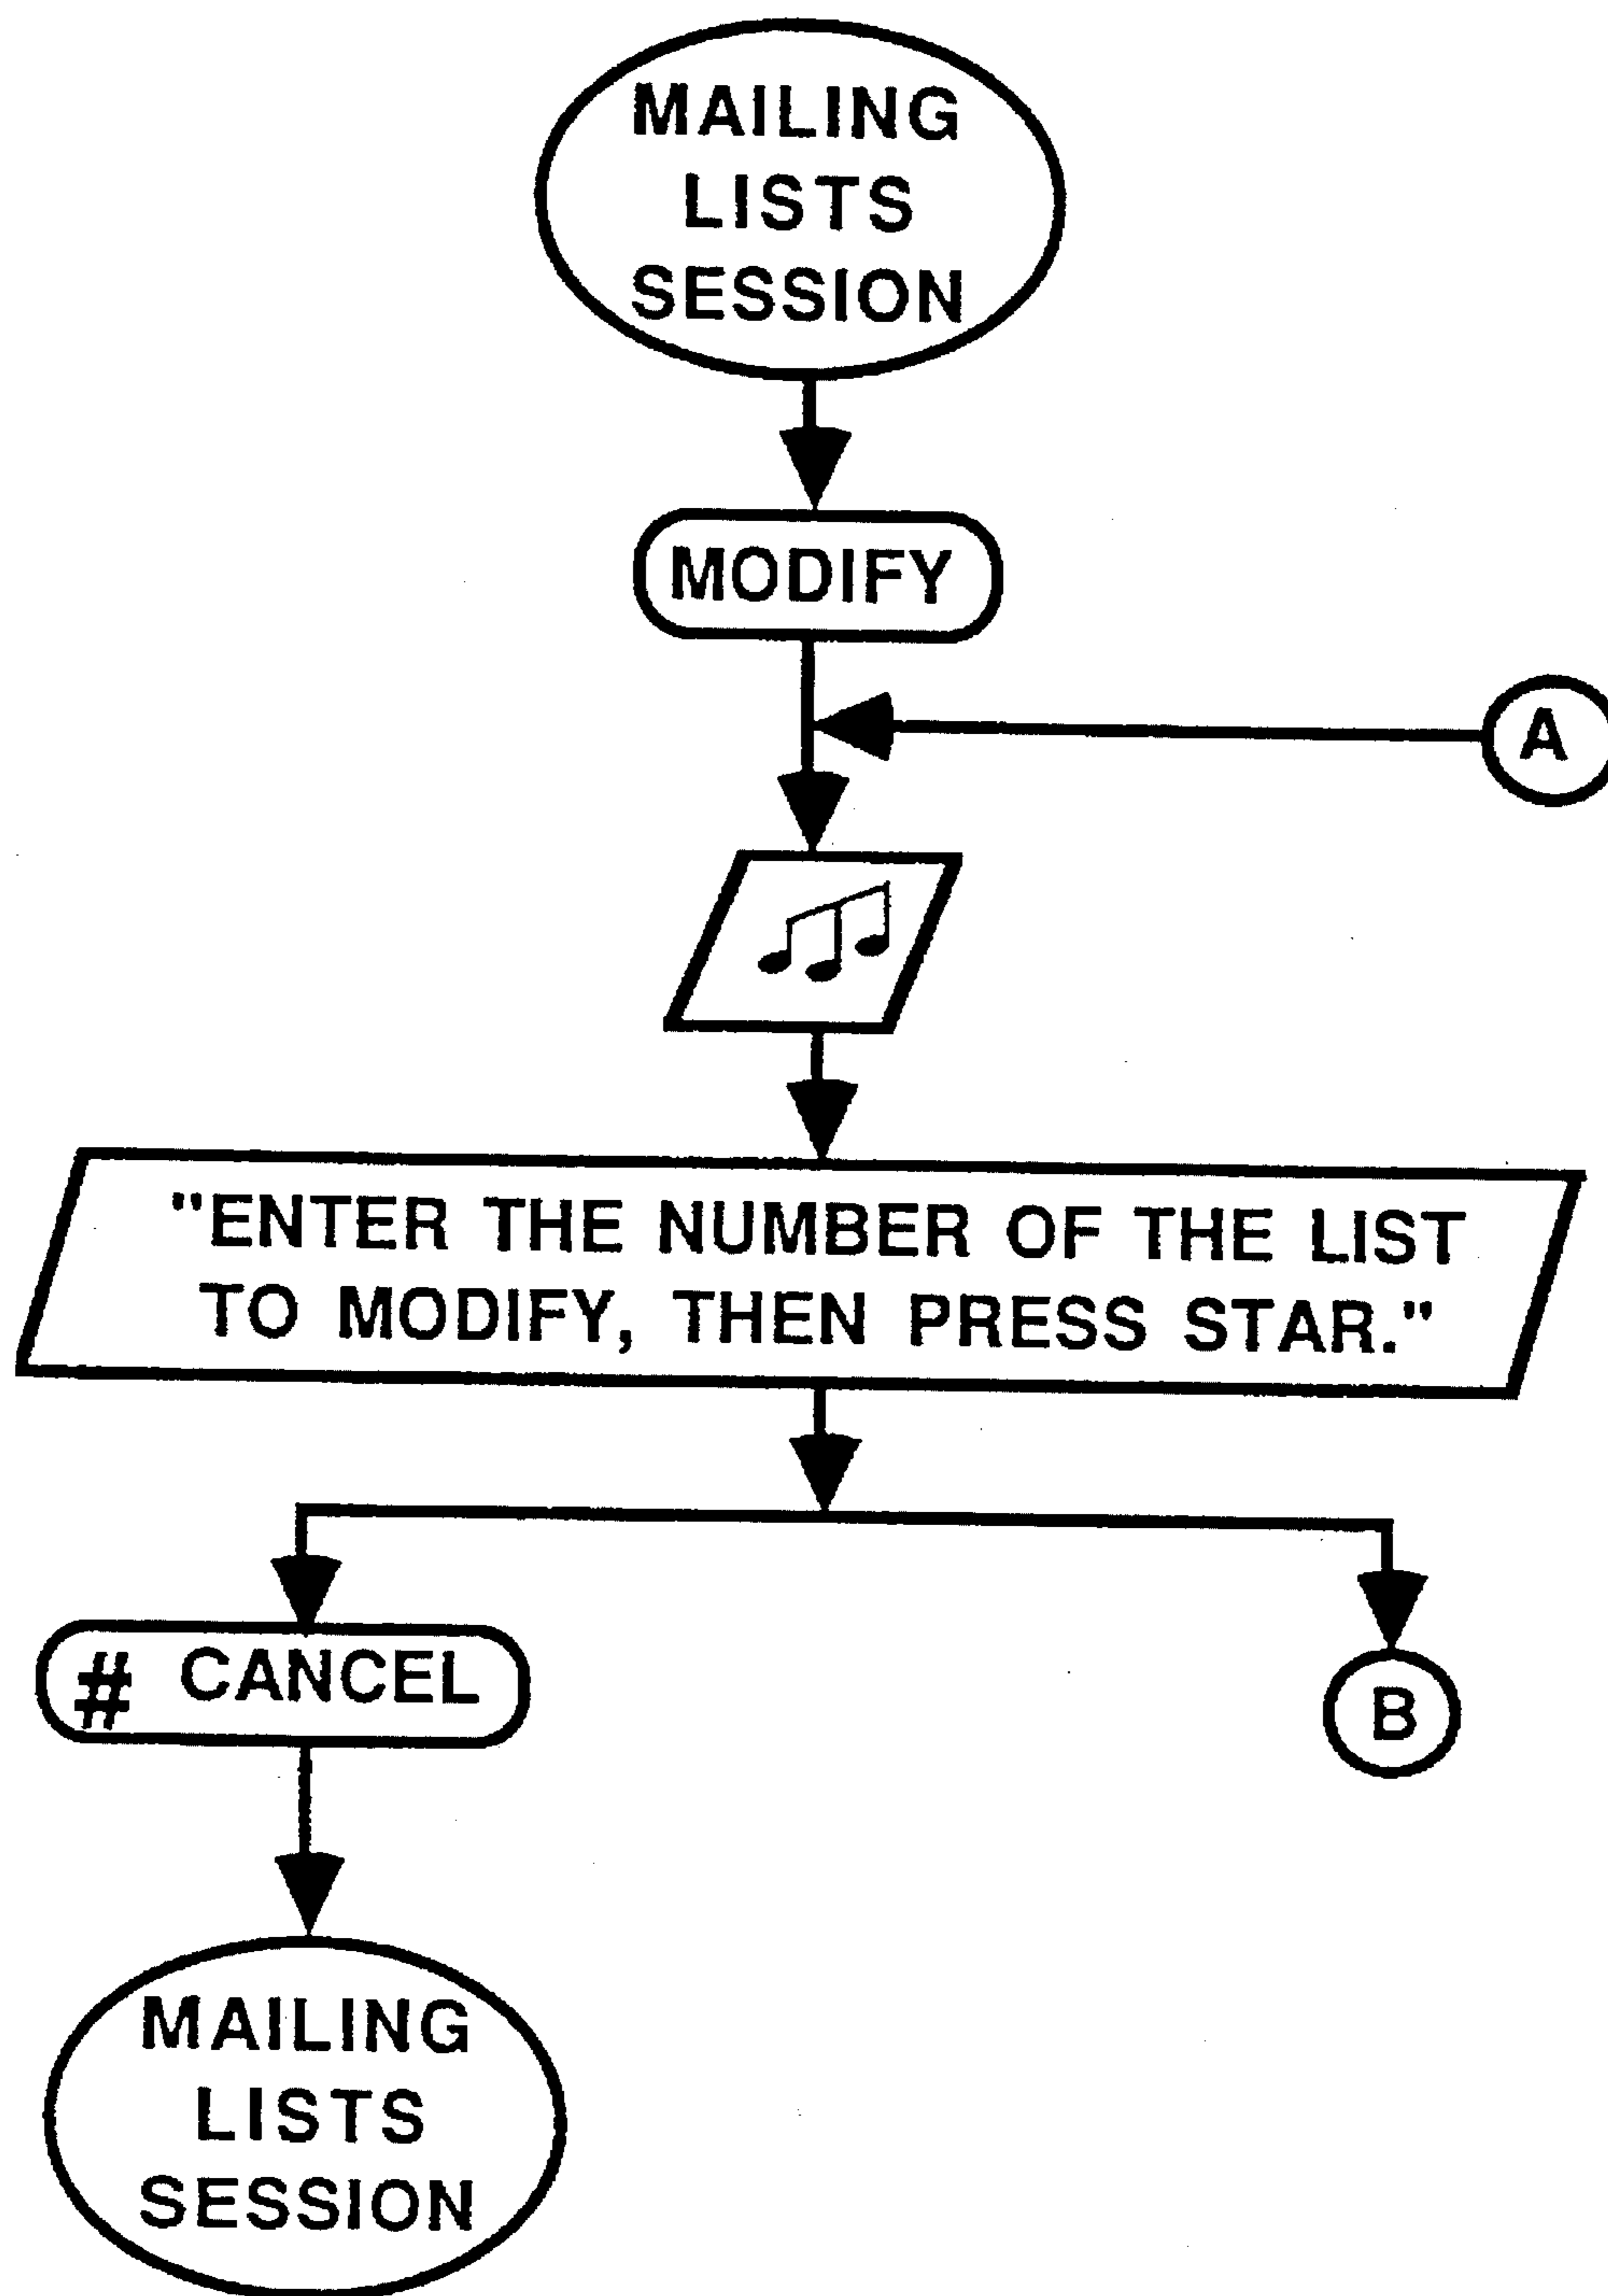 MAILING
LISTS
SESSION
MODIFY
A
"ENTER THE NUMBER OF THE LIST
TO MODIFY, THEN PRESS STAR."
# CANCEL
B
MAILING
LISTS
SESSION